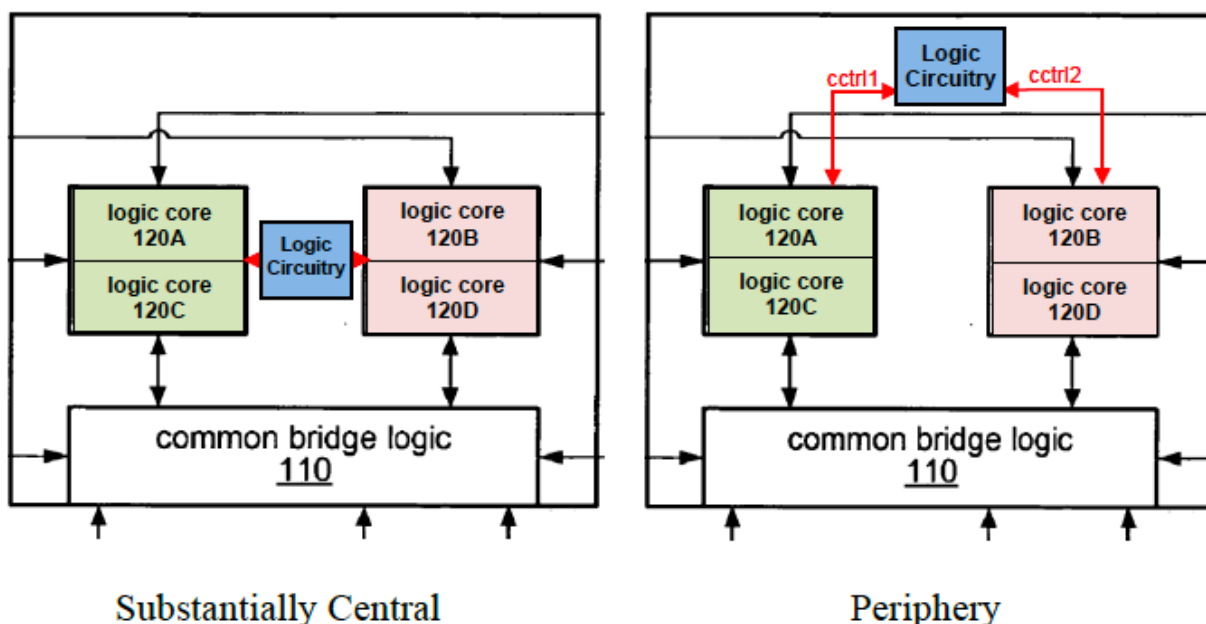 logic core
120A
logic core
120C
Logic
Circuitry
logic core
120B
logic core
120D
common bridge logic
110
Substantially Central
Logic
Circuitry
cctrl1
cctrl2
logic core
120A
logic core
120C
logic core
120B
logic core
120D
common bridge logic
110
Periphery